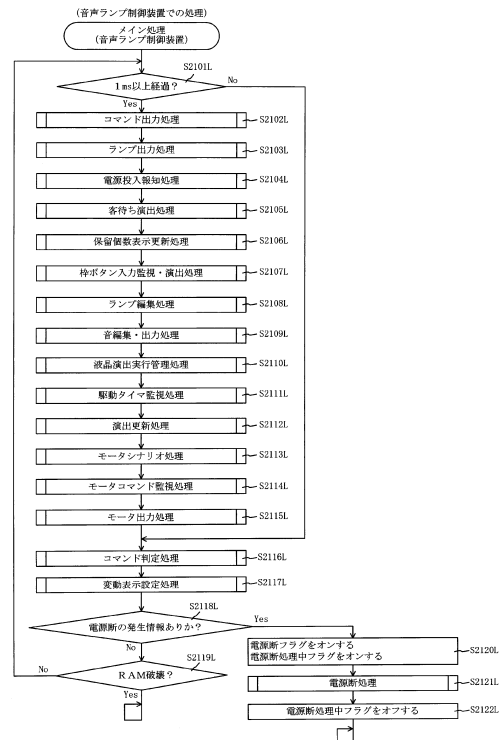 (音声ランプ制御装置での処理)
メイン処理
(音声ランプ制御装置)
S2101L
1ms以上経過？
No
Yes
コマンド出力処理
S2102L
ランプ出力処理
S2103L
電源投入報知処理
S2104L
客待ち演出処理
S2105L
保留個数表示更新処理
S2106L
枠ボタン入力監視・演出処理
S2107L
ランプ編集処理
S2108L
音編集・出力処理
S2109L
液晶演出実行管理処理
S2110L
駆動タイマ監視処理
S2111L
演出更新処理
S2112L
モータシナリオ処理
S2113L
モータコマンド監視処理
S2114L
モータ出力処理
S2115L
コマンド判定処理
S2116L
変動表示設定処理
S2117L
S2118L
電源断の発生情報ありか？
Yes
No
S2119L
RAM破壊？
No
Yes
電源断フラグをオンする
電源断処理中フラグをオンする
S2120L
電源断処理
S2121L
電源断処理中フラグをオフする
S2122L